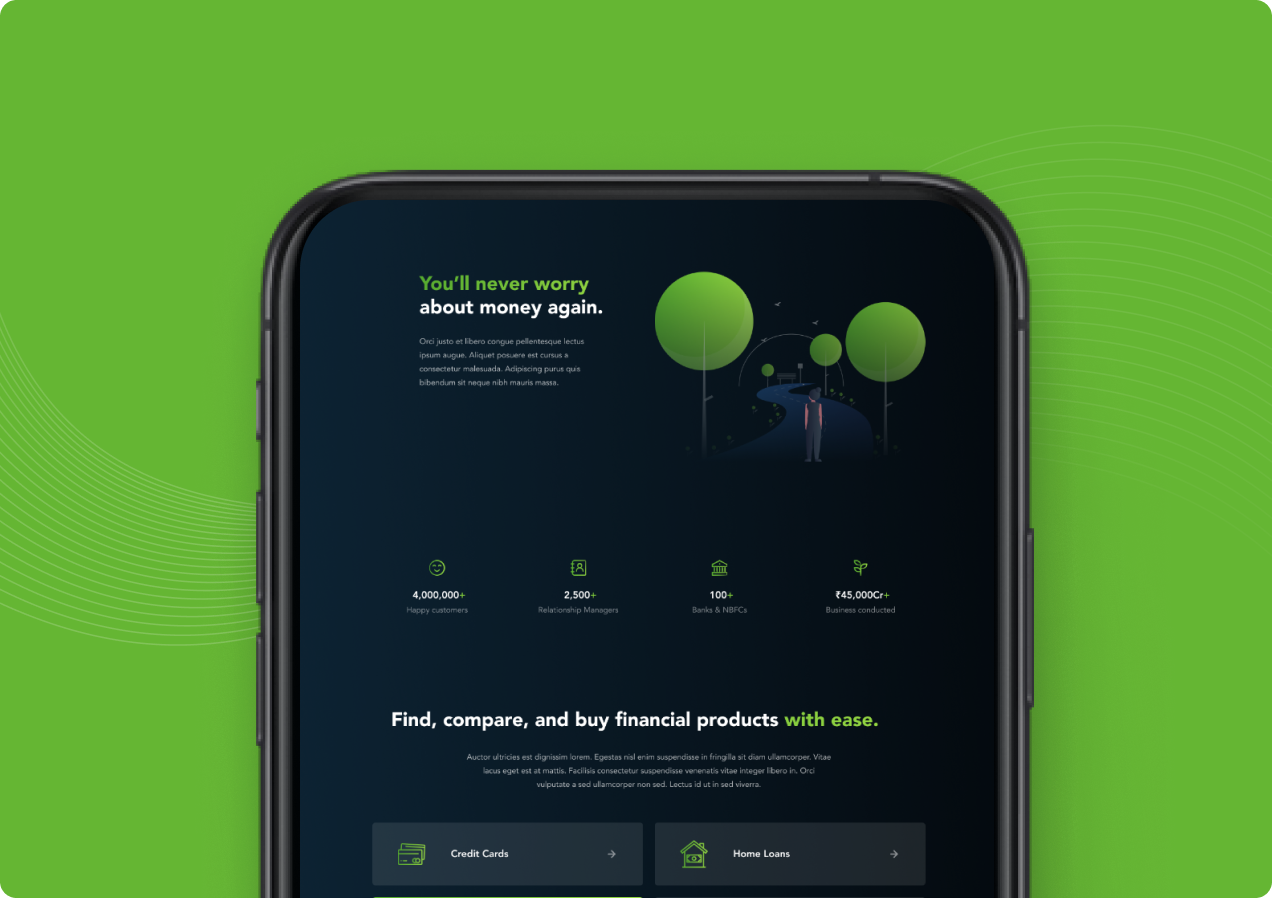 You'll never worry
about money again.
Orci justo et libero congue pellentesque lectus
ipsum augue. Aliquet posuere est cursus a
consectetur malesuada. Adipiscing purus quis
bibendum sit neque nibh mauris massa.
4,000,000+
Happy customers
2,500+
Relationship Managers
100+
Banks & NBFCs
₹45,000Cr+
Business conducted
Find, compare, and buy financial products with ease.
Auctor ultricies est dignissim lorem. Egestas nisl enim suspendisse in fringilla sit diam ullamcorper. Vitae
lacus eget est at mattis. Facilisis consectetur suspendisse venenatis vitae integer libero in. Orci
vulputate a sed ullamcorper non sed. Lectus id ut in sed viverra.
Credit Cards
Home Loans